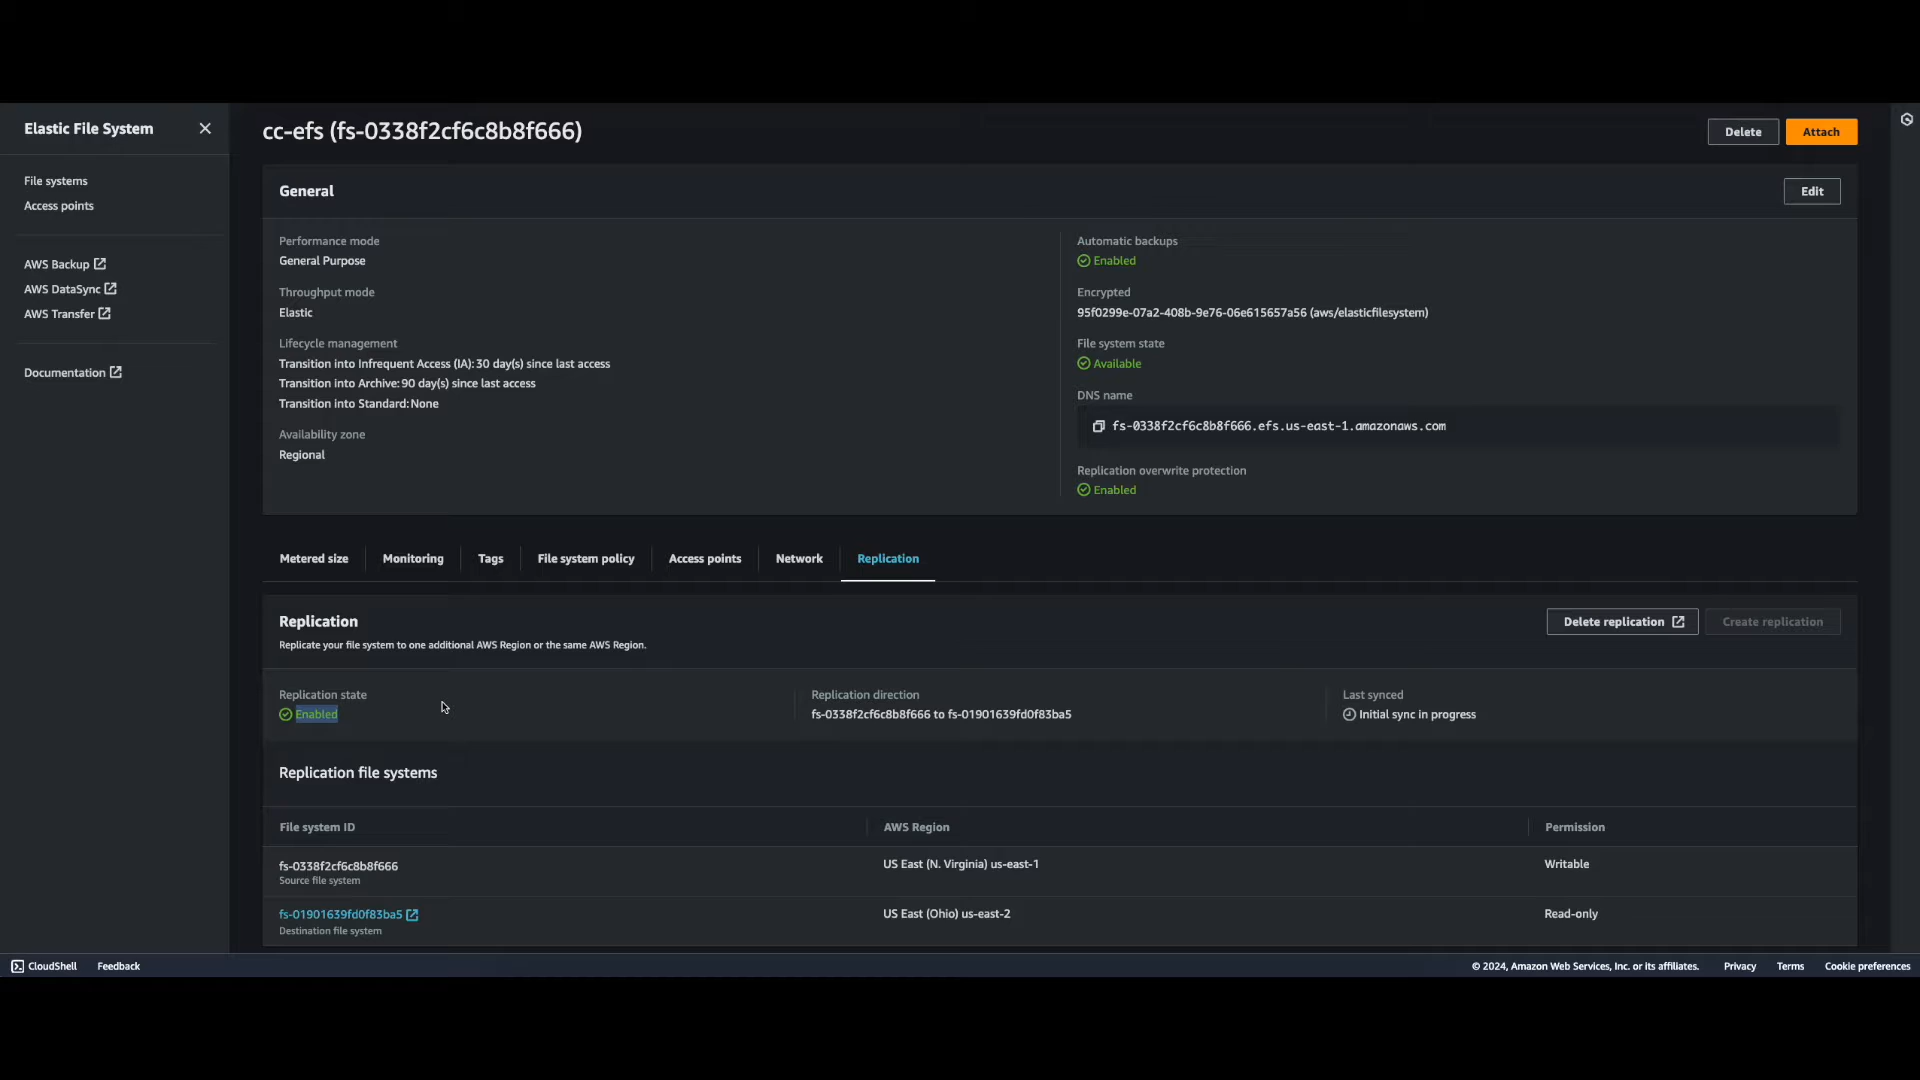 Elastic File System
File systems
Access points
AWS Backup
AWS DataSync
AWS Transfer
Documentation
cc-efs (fs-0338f2cf6c8b8f666)
Delete
Attach
General
Edit
Performance mode
General Purpose
Throughput mode
Elastic
Lifecycle management
Transition into Infrequent Access (IA): 30 day(s) since last access
Transition into Archive: 90 day(s) since last access
Transition into Standard: None
Availability zone
Regional
Automatic backups
Enabled
Encrypted
95f0299e-07a2-408b-9e76-06e615657a56 (aws/elasticfilesystem)
File system state
Available
DNS name
fs-0338f2cf6c8b8f666.efs.us-east-1.amazonaws.com
Replication overwrite protection
Enabled
Metered size
Monitoring
Tags
File system policy
Access points
Network
Replication
Replication
Replicate your file system to one additional AWS Region or the same AWS Region.
Delete replication
Create replication
Replication state
Enabled
Replication direction
fs-0338f2cf6c8b8f666 to fs-01901639fd0f83ba5
Last synced
Initial sync in progress
Replication file systems
File system ID
AWS Region
Permission
fs-0338f2cf6c8b8f666
Source file system
US East (N. Virginia) us-east-1
Writable
fs-01901639fd0f83ba5
Destination file system
US East (Ohio) us-east-2
Read-only
CloudShell
Feedback
© 2024, Amazon Web Services, Inc. or its affiliates.
Privacy
Terms
Cookie preferences